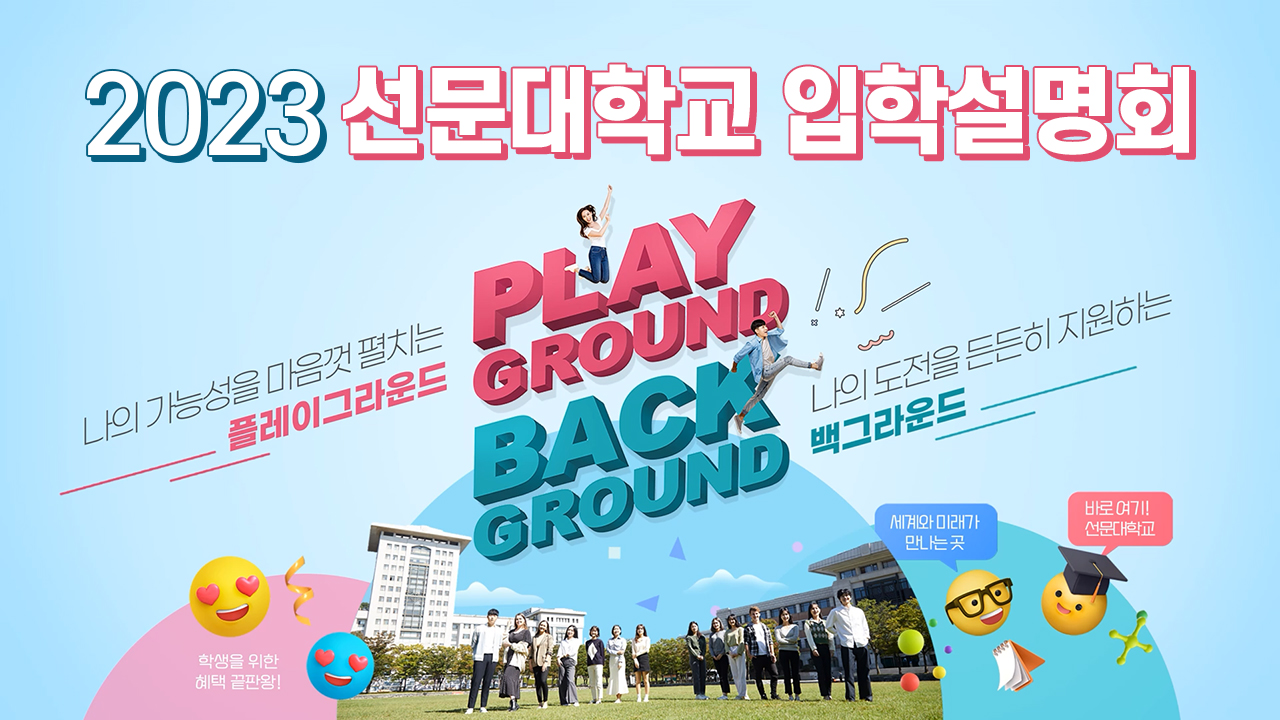 2023 선문대학교 입학설명회
PLAY
GROUND
BACK
GROUND
나의 가능성을 마음껏 펼치는
플레이그라운드
나의 도전을 든든히 지원하는
백그라운드
세계와 미래가
만나는 곳
바로 여기!
선문대학교
학생을 위한
혜택 끝판왕!